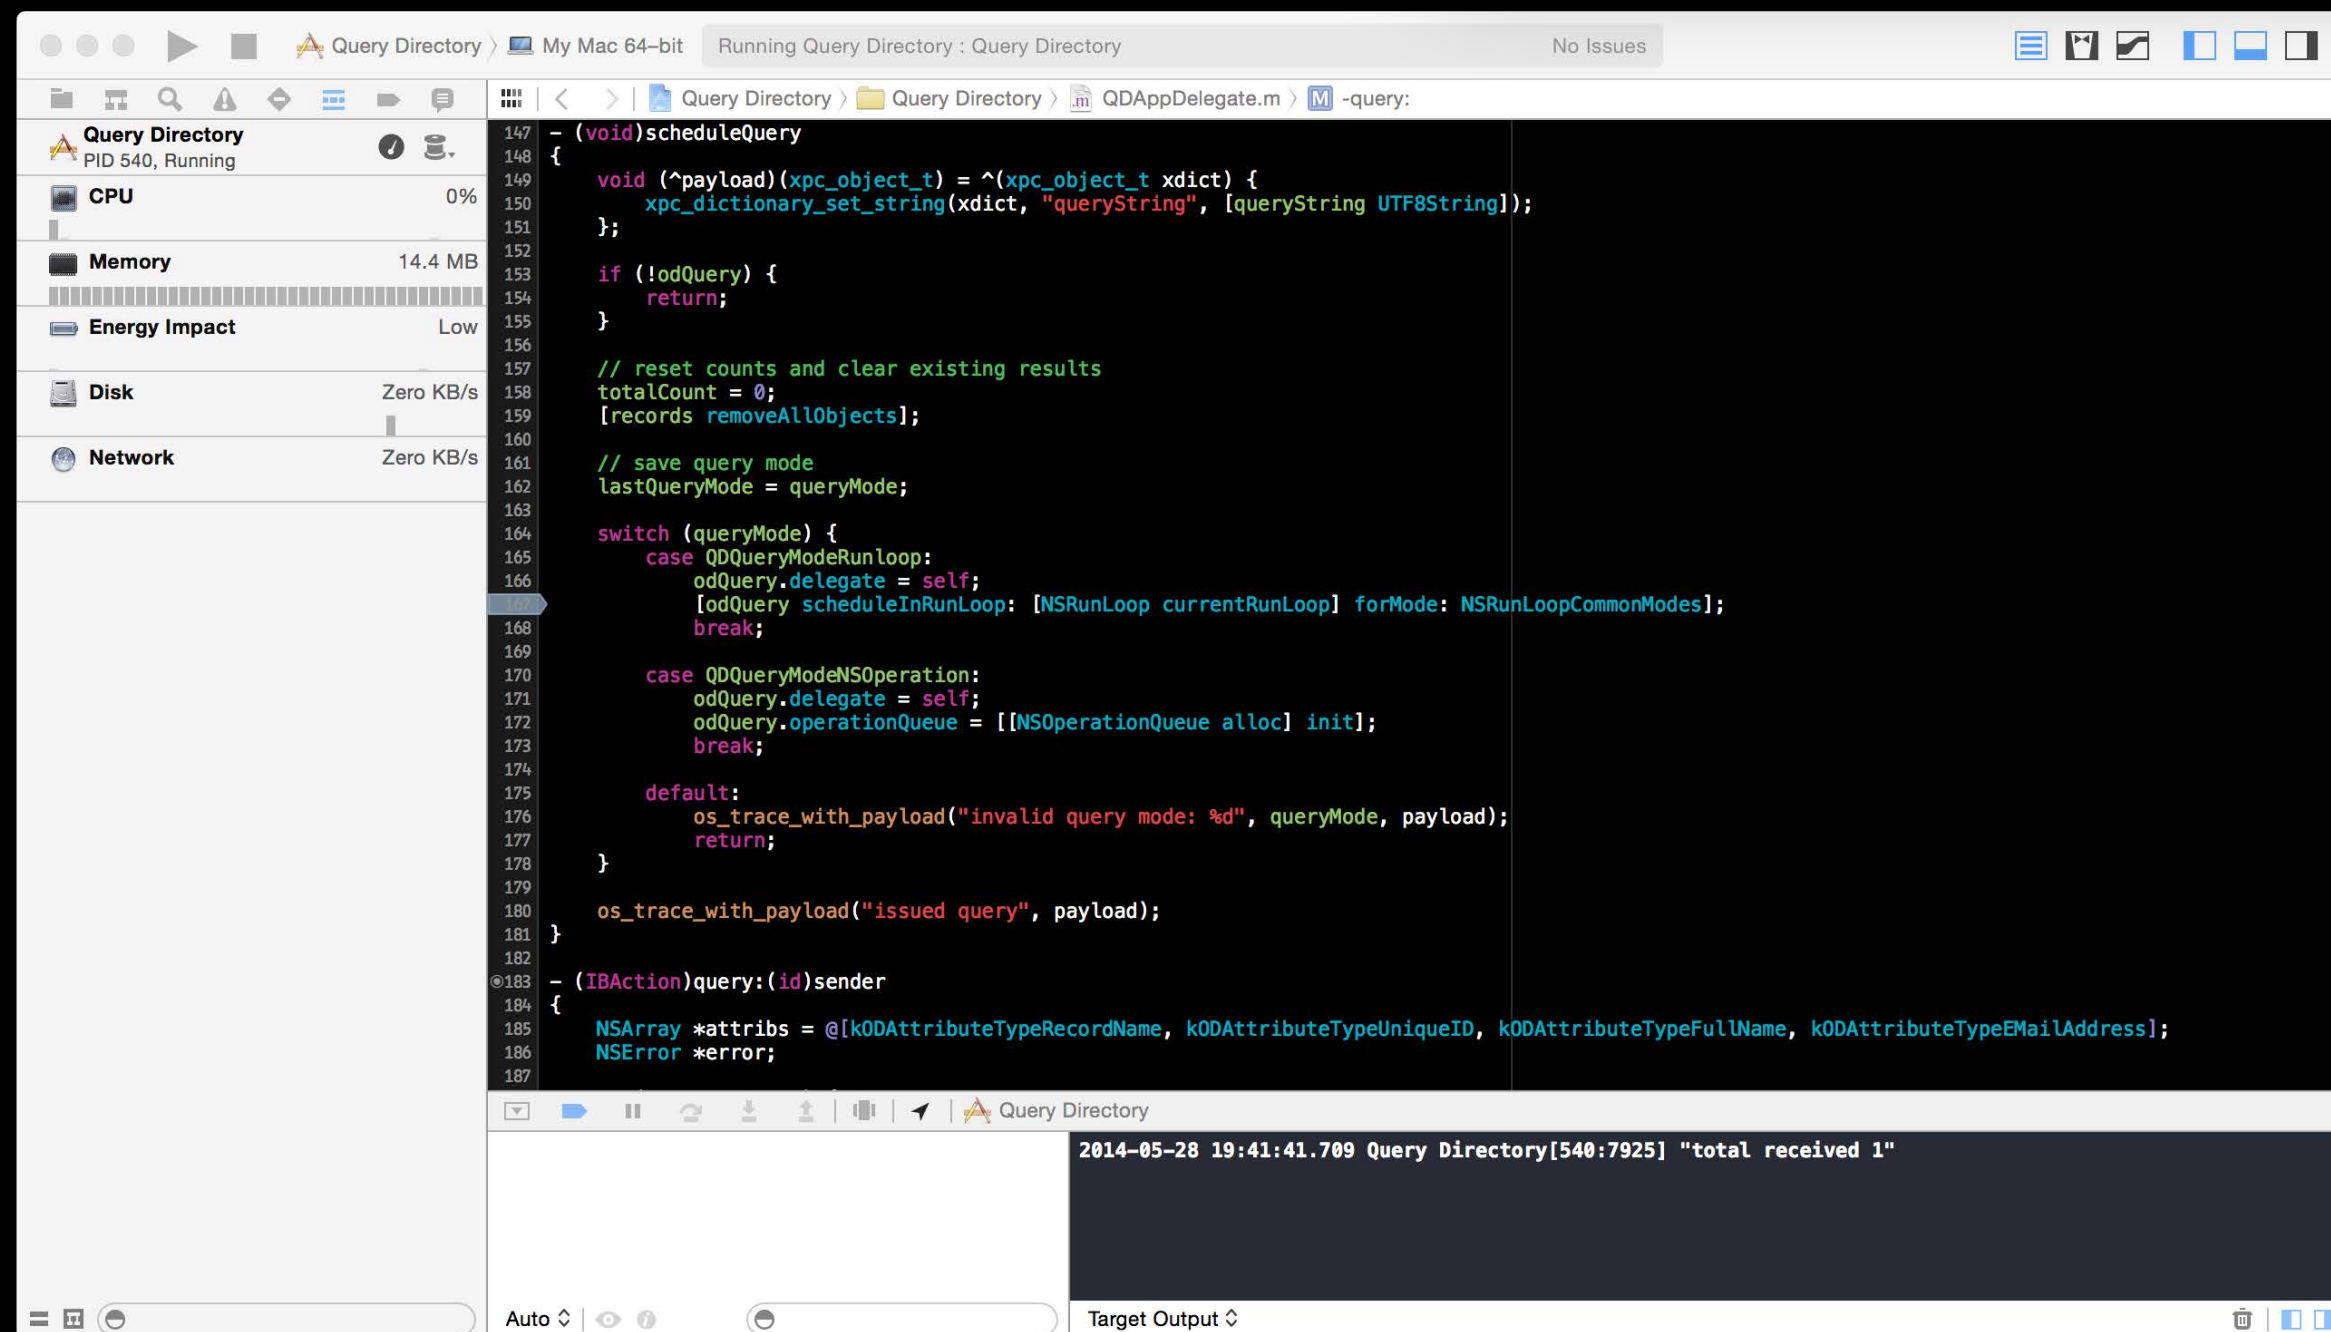 Query Directory My Mac 64-bit Running Query Directory : Query Directory No Issues
Query Directory Query Directory QDAppDelegate.m M -query:
Query Directory
PID 540, Running
CPU 0%
Memory 14.4 MB
Energy Impact Low
Disk Zero KB/s
Network Zero KB/s
147 - (void)scheduleQuery
148 {
149 void (^payload)(xpc_object_t) = ^(xpc_object_t xdict) {
150 xpc_dictionary_set_string(xdict, "queryString", [queryString UTF8String]);
151 };
152
153 if (!odQuery) {
154 return;
155 }
156
157 // reset counts and clear existing results
158 totalCount = 0;
159 [records removeAllObjects];
160
161 // save query mode
162 lastQueryMode = queryMode;
163
164 switch (queryMode) {
165 case QDQueryModeRunloop:
166 odQuery.delegate = self;
167 [odQuery scheduleInRunLoop: [NSRunLoop currentRunLoop] forMode: NSRunLoopCommonModes];
168 break;
169
170 case QDQueryModeNSOperation:
171 odQuery.delegate = self;
172 odQuery.operationQueue = [[NSOperationQueue alloc] init];
173 break;
174
175 default:
176 os_trace_with_payload("invalid query mode: %d", queryMode, payload);
177 return;
178 }
179
180 os_trace_with_payload("issued query", payload);
181 }
182
183 - (IBAction)query:(id)sender
184 {
185 NSArray *attribs = @[kODAttributeTypeRecordName, kODAttributeTypeUniqueID, kODAttributeTypeFullName, kODAttributeTypeEMailAddress];
186 NSError *error;
187
Query Directory
2014-05-28 19:41:41.709 Query Directory[540:7925] "total received 1"
Auto Target Output